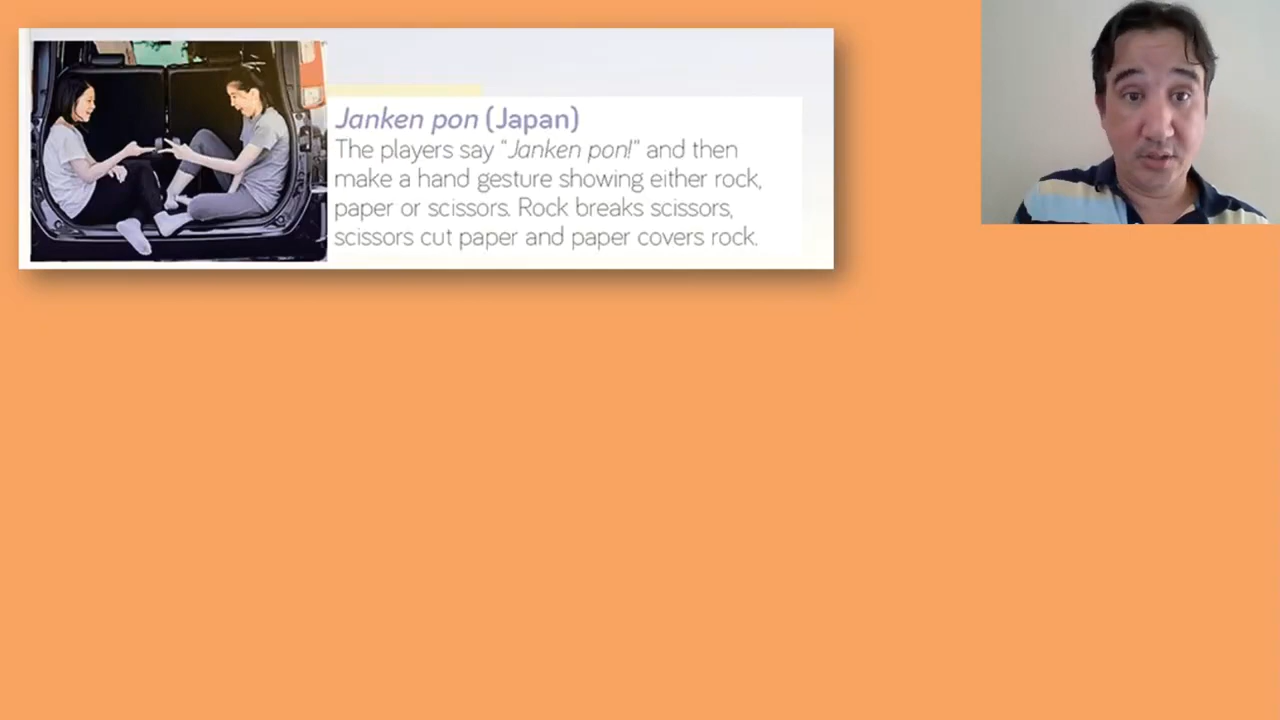 Janken pon (Japan)
The players say "Janken pon!" and then
make a hand gesture showing either rock,
paper or scissors. Rock breaks scissors,
scissors cut paper and paper covers rock.